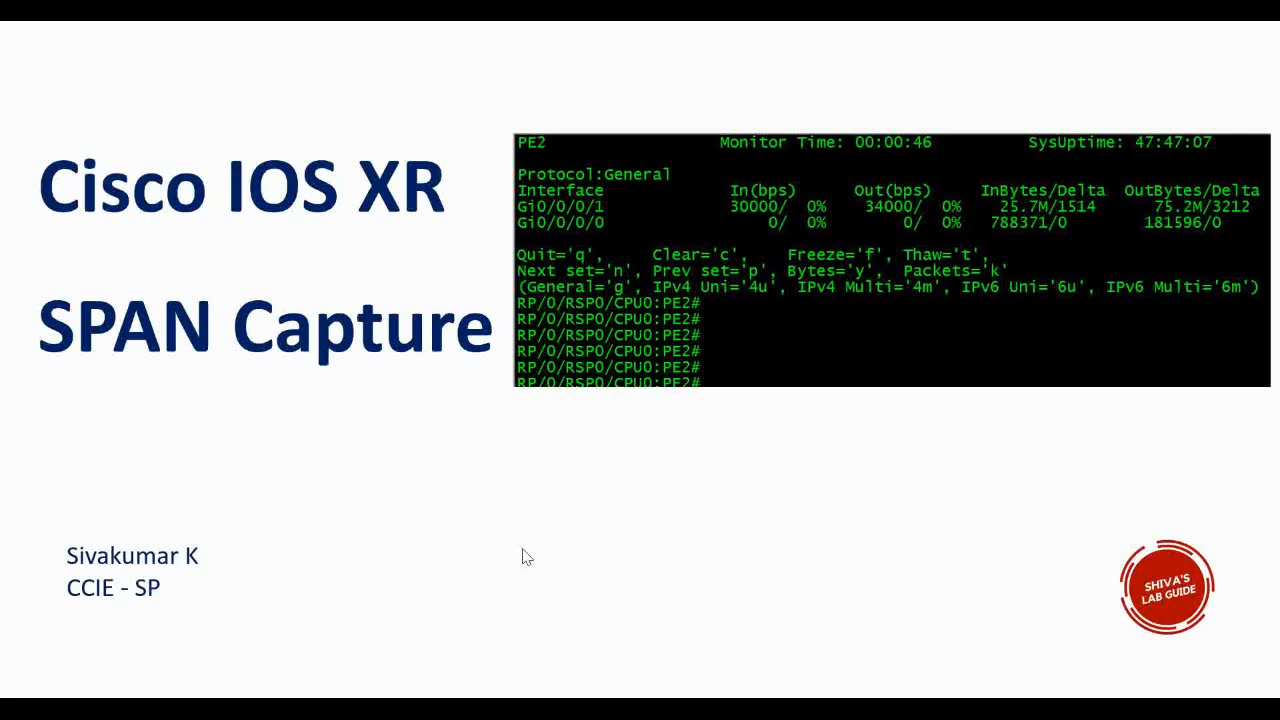 Cisco IOS XR
SPAN Capture
PE2 Monitor Time: 00:00:46 SysUptime: 47:47:07
Protocol:General
Interface In(bps) Out(bps) InBytes/Delta OutBytes/Delta
Gi0/0/0/1 30000/ 0% 34000/ 0% 25.7M/1514 75.2M/3212
Gi0/0/0/0 0/ 0% 0/ 0% 788371/0 181596/0
Quit='q', Clear='c', Freeze='f', Thaw='t',
Next set='n', Prev set='p', Bytes='y', Packets='k'
(General='g', IPv4 Uni='4u', IPv4 Multi='4m', IPv6 Uni='6u', IPv6 Multi='6m')
RP/0/RSP0/CPU0:PE2#
RP/0/RSP0/CPU0:PE2#
RP/0/RSP0/CPU0:PE2#
RP/0/RSP0/CPU0:PE2#
RP/0/RSP0/CPU0:PE2#
RP/0/RSP0/CPU0:PE2#
Sivakumar K
CCIE - SP
SHIVA'S
LAB GUIDE